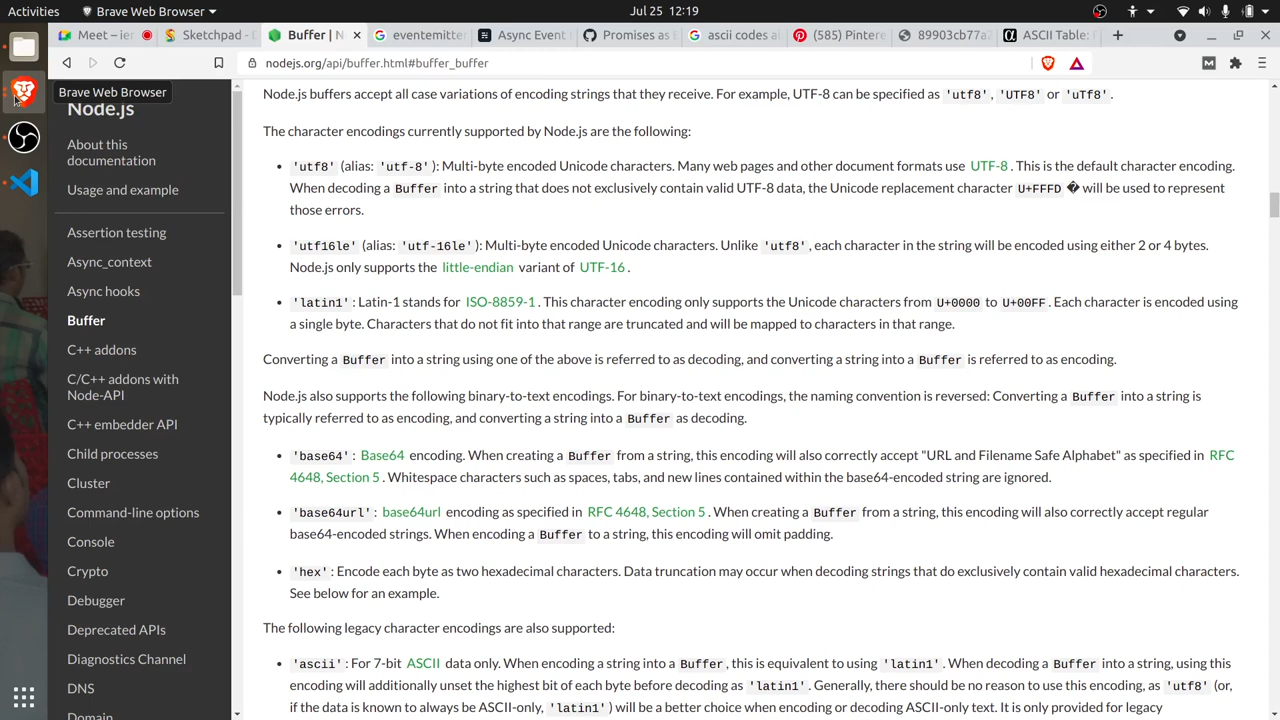 Activities Brave Web Browser Jul 25 12:19
Meet – ier Sketchpad - D Buffer | N eventemitter Async Event Promises as E ascii codes ab (585) Pintere 89903cb77a2 ASCII Table:
nodejs.org/api/buffer.html#buffer_buffer
Brave Web Browser
Node.js
About this
documentation
Usage and example
Assertion testing
Async_context
Async hooks
Buffer
C++ addons
C/C++ addons with
Node-API
C++ embedder API
Child processes
Cluster
Command-line options
Console
Crypto
Debugger
Deprecated APIs
Diagnostics Channel
DNS
Domain
Node.js buffers accept all case variations of encoding strings that they receive. For example, UTF-8 can be specified as 'utf8', 'UTF8' or 'uTf8'.
The character encodings currently supported by Node.js are the following:
• 'utf8' (alias: 'utf-8'): Multi-byte encoded Unicode characters. Many web pages and other document formats use UTF-8. This is the default character encoding.
When decoding a Buffer into a string that does not exclusively contain valid UTF-8 data, the Unicode replacement character U+FFFD � will be used to represent
those errors.
• 'utf16le' (alias: 'utf-16le'): Multi-byte encoded Unicode characters. Unlike 'utf8', each character in the string will be encoded using either 2 or 4 bytes.
Node.js only supports the little-endian variant of UTF-16.
• 'latin1': Latin-1 stands for ISO-8859-1. This character encoding only supports the Unicode characters from U+0000 to U+00FF. Each character is encoded using
a single byte. Characters that do not fit into that range are truncated and will be mapped to characters in that range.
Converting a Buffer into a string using one of the above is referred to as decoding, and converting a string into a Buffer is referred to as encoding.
Node.js also supports the following binary-to-text encodings. For binary-to-text encodings, the naming convention is reversed: Converting a Buffer into a string is
typically referred to as encoding, and converting a string into a Buffer as decoding.
• 'base64': Base64 encoding. When creating a Buffer from a string, this encoding will also correctly accept "URL and Filename Safe Alphabet" as specified in RFC
4648, Section 5. Whitespace characters such as spaces, tabs, and new lines contained within the base64-encoded string are ignored.
• 'base64url': base64url encoding as specified in RFC 4648, Section 5. When creating a Buffer from a string, this encoding will also correctly accept regular
base64-encoded strings. When encoding a Buffer to a string, this encoding will omit padding.
• 'hex': Encode each byte as two hexadecimal characters. Data truncation may occur when decoding strings that do exclusively contain valid hexadecimal characters.
See below for an example.
The following legacy character encodings are also supported:
• 'ascii': For 7-bit ASCII data only. When encoding a string into a Buffer, this is equivalent to using 'latin1'. When decoding a Buffer into a string, using this
encoding will additionally unset the highest bit of each byte before decoding as 'latin1'. Generally, there should be no reason to use this encoding, as 'utf8' (or,
if the data is known to always be ASCII-only, 'latin1') will be a better choice when encoding or decoding ASCII-only text. It is only provided for legacy